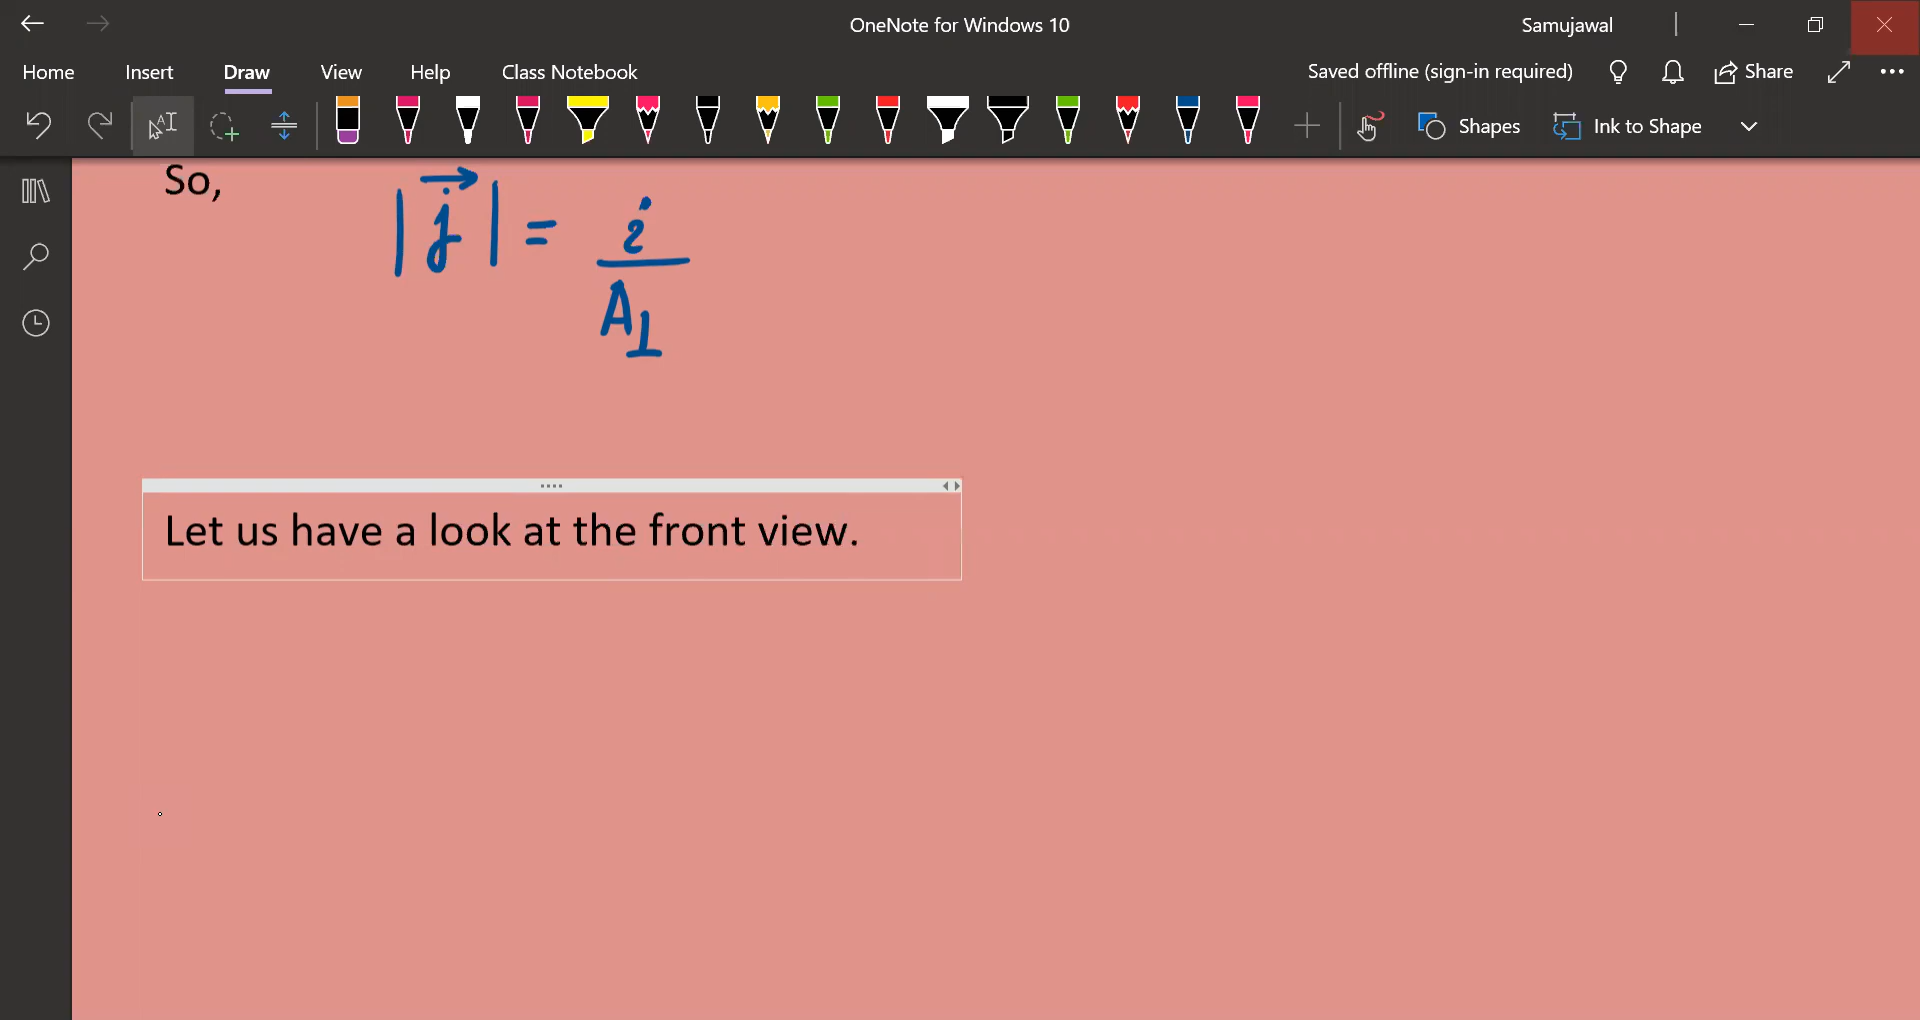 OneNote for Windows 10
Samujawal
Home Insert Draw View Help Class Notebook
Saved offline (sign-in required) Share
Shapes Ink to Shape
So,
|j⃗| = i / A⊥
Let us have a look at the front view.